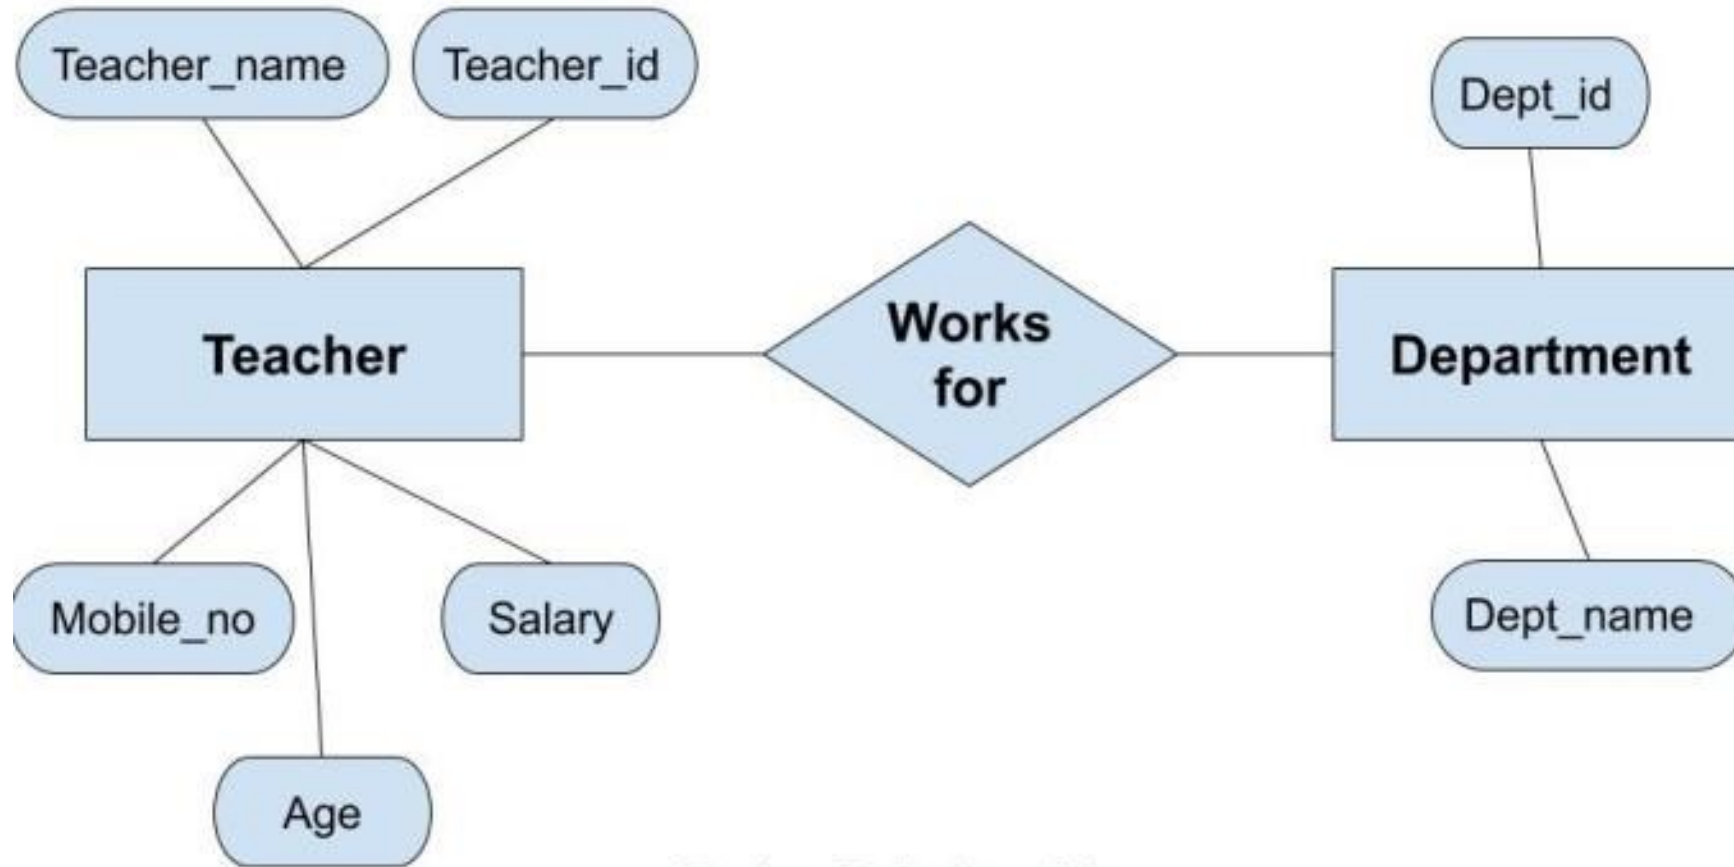 Teacher_name
Teacher_id
Dept_id
Teacher
Works
for
Department
Mobile_no
Salary
Dept_name
Age